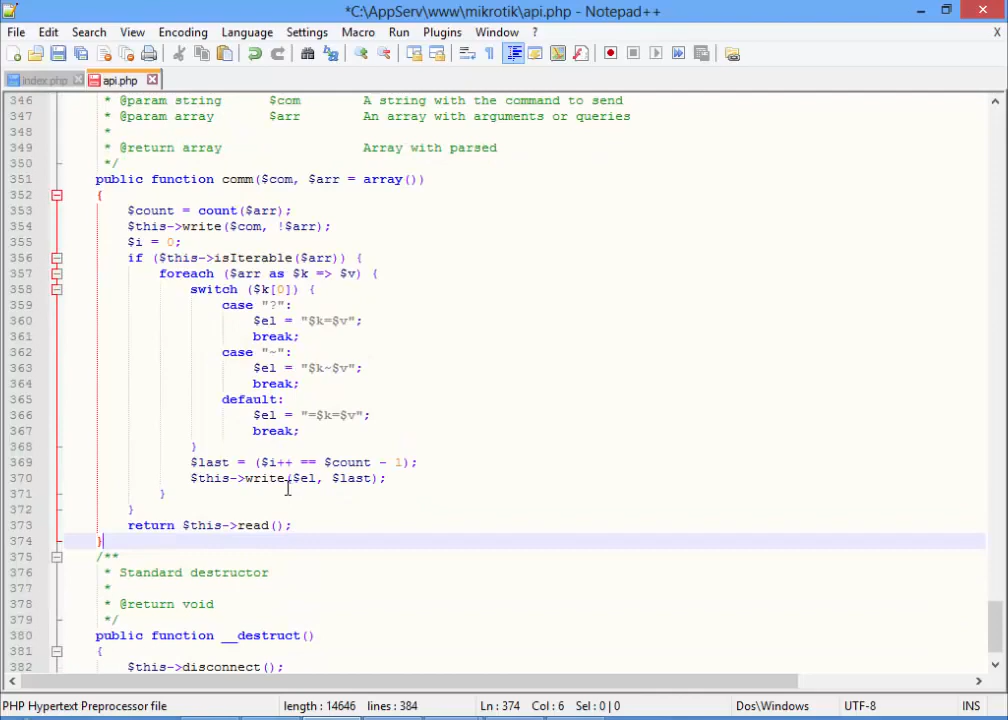 *C:\AppServ\www\mikrotik\api.php - Notepad++
File Edit Search View Encoding Language Settings Macro Run Plugins Window ?
index.php api.php
346 * @param string $com A string with the command to send
347 * @param array $arr An array with arguments or queries
348 *
349 * @return array Array with parsed
350 */
351 public function comm($com, $arr = array())
352 {
353 $count = count($arr);
354 $this->write($com, !$arr);
355 $i = 0;
356 if ($this->isIterable($arr)) {
357 foreach ($arr as $k => $v) {
358 switch ($k[0]) {
359 case "?":
360 $el = "$k=$v";
361 break;
362 case "~":
363 $el = "$k~$v";
364 break;
365 default:
366 $el = "=$k=$v";
367 break;
368 }
369 $last = ($i++ == $count - 1);
370 $this->write($el, $last);
371 }
372 }
373 return $this->read();
374 }
375 /**
376 * Standard destructor
377 *
378 * @return void
379 */
380 public function __destruct()
381 {
382 $this->disconnect();
PHP Hypertext Preprocessor file length : 14646 lines : 384 Ln : 374 Col : 6 Sel : 0 | 0 Dos\Windows UTF-8 INS